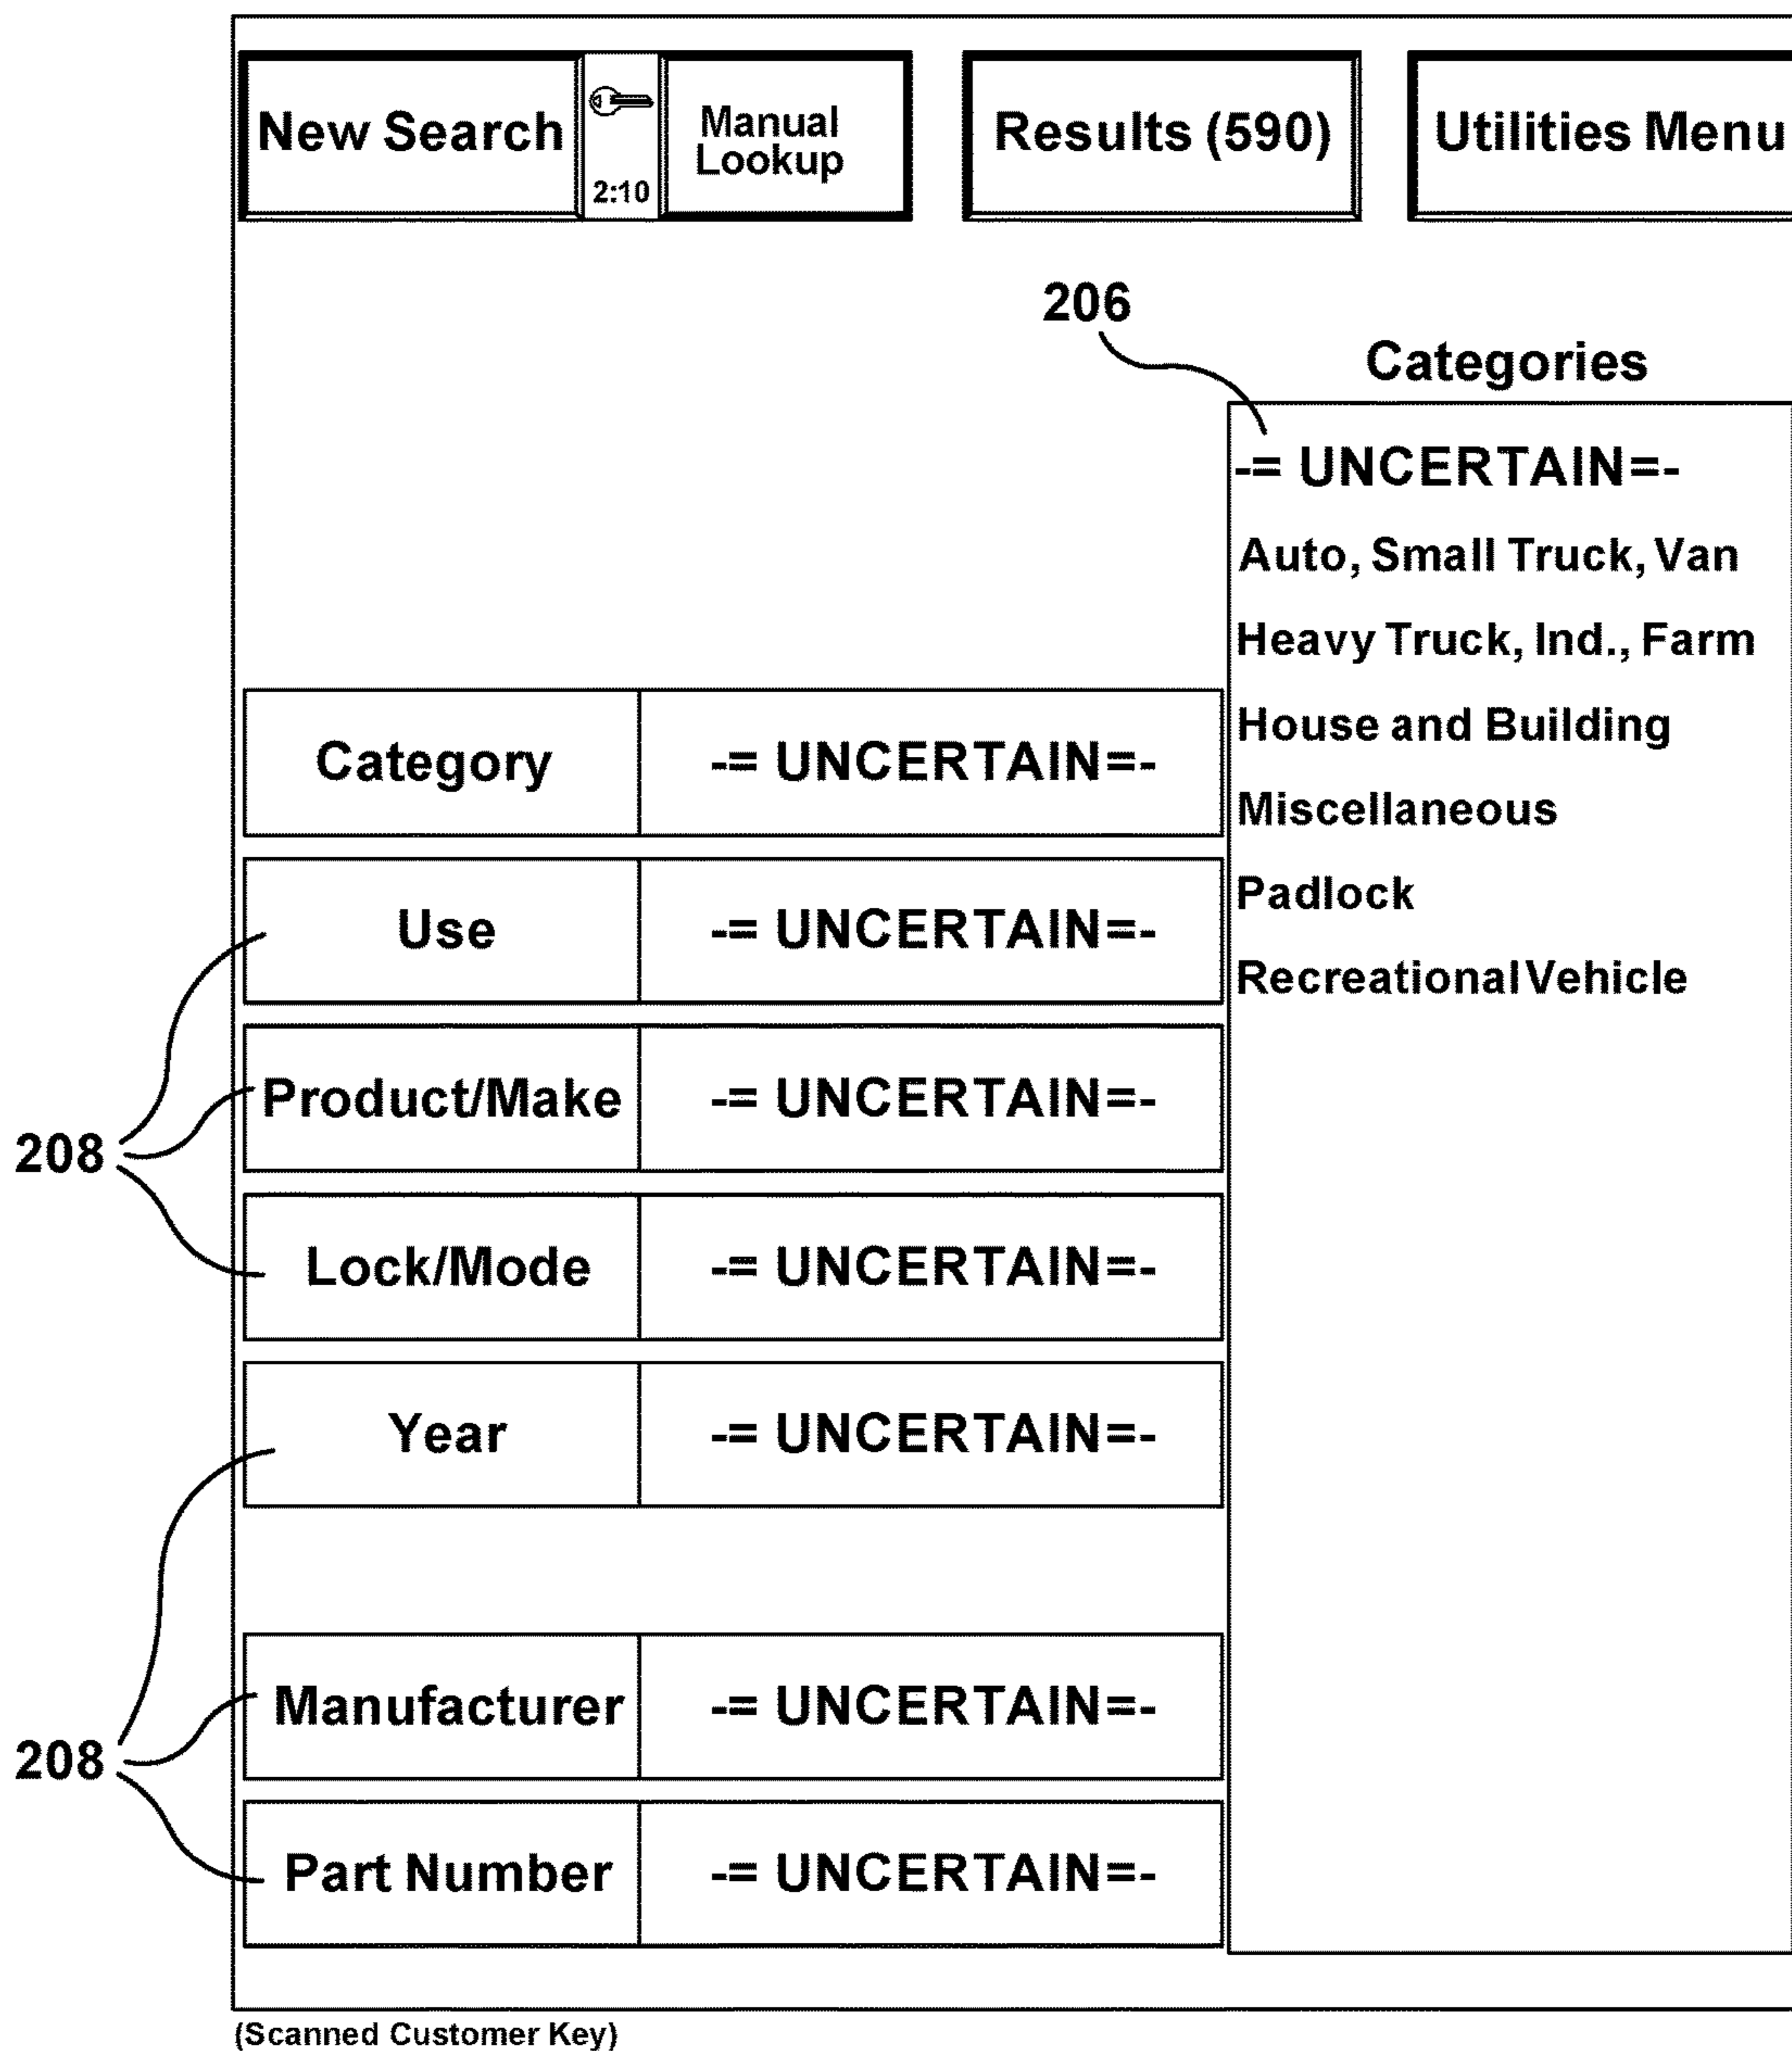 New Search
2:10
Manual
Lookup
Results (590)
Utilities Menu
206
Categories
-= UNCERTAIN=-
Auto, Small Truck, Van
Heavy Truck, Ind., Farm
House and Building
Miscellaneous
Padlock
Recreational Vehicle
Category -= UNCERTAIN=-
Use -= UNCERTAIN=-
Product/Make -= UNCERTAIN=-
208
Lock/Mode -= UNCERTAIN=-
Year -= UNCERTAIN=-
Manufacturer -= UNCERTAIN=-
208
Part Number -= UNCERTAIN=-
(Scanned Customer Key)